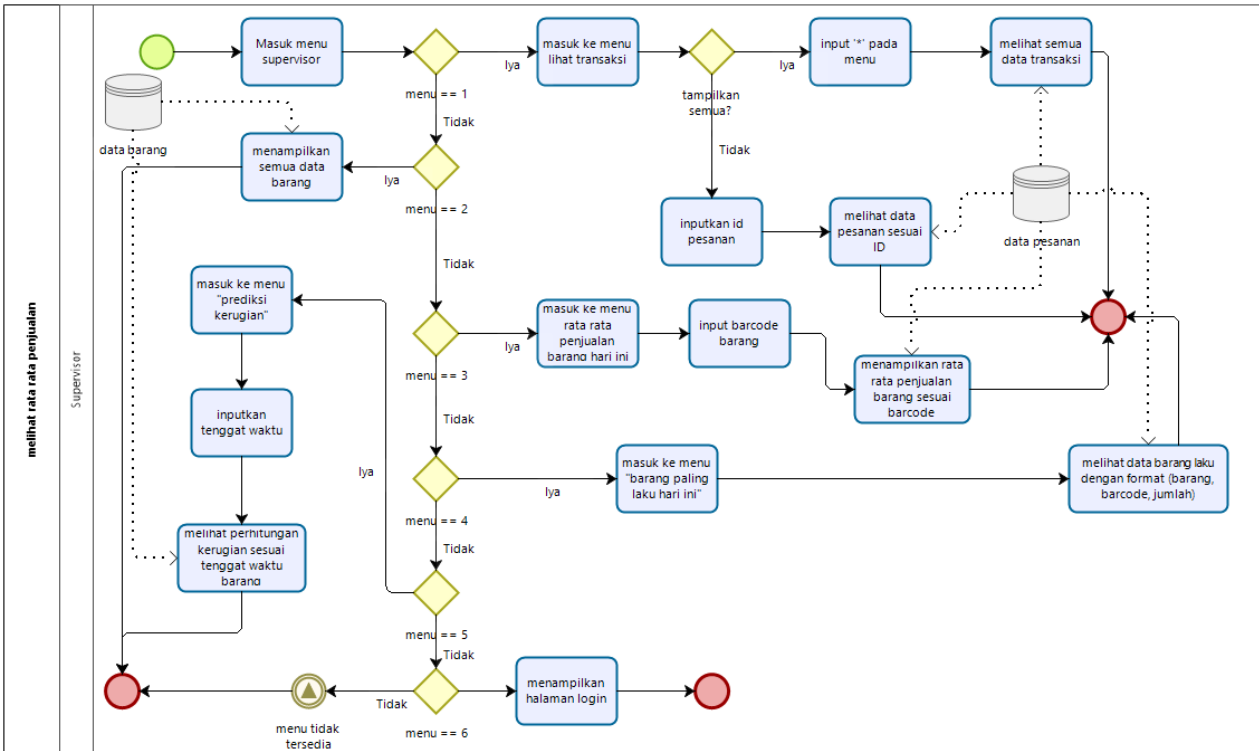 melihat rata rata penjualan
Supervisor
Masuk menu
supervisor
menu == 1
Iya
masuk ke menu
lihat transaksi
tampilkan
semua?
Iya
input '*' pada
menu
melihat semua
data transaksi
data barang
Tidak
menampilkan
semua data
barang
Iya
menu == 2
Tidak
inputkan id
pesanan
melihat data
pesanan sesuai
ID
data pesanan
Tidak
masuk ke menu
"prediksi
kerugian"
menu == 3
Iya
masuk ke menu
rata rata
penjualan
barang hari ini
input barcode
barang
menampilkan rata
rata penjualan
barang sesuai
barcode
inputkan
tenggat waktu
Tidak
Iya
menu == 4
Iya
masuk ke menu
"barang paling
laku hari ini"
melihat data barang laku
dengan format (barang,
barcode, jumlah)
melihat perhitungan
kerugian sesuai
tenggat waktu
barang
Tidak
menu == 5
Tidak
menampilkan
halaman login
menu tidak
tersedia
Tidak
menu == 6